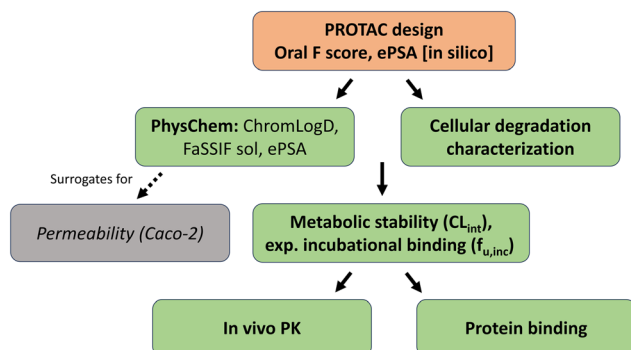 PROTAC design
Oral F score, ePSA [in silico]
PhysChem: ChromLogD,
FaSSIF sol, ePSA
Cellular degradation
characterization
Surrogates for
Permeability (Caco-2)
Metabolic stability (CLint),
exp. incubational binding (fu,inc)
In vivo PK
Protein binding